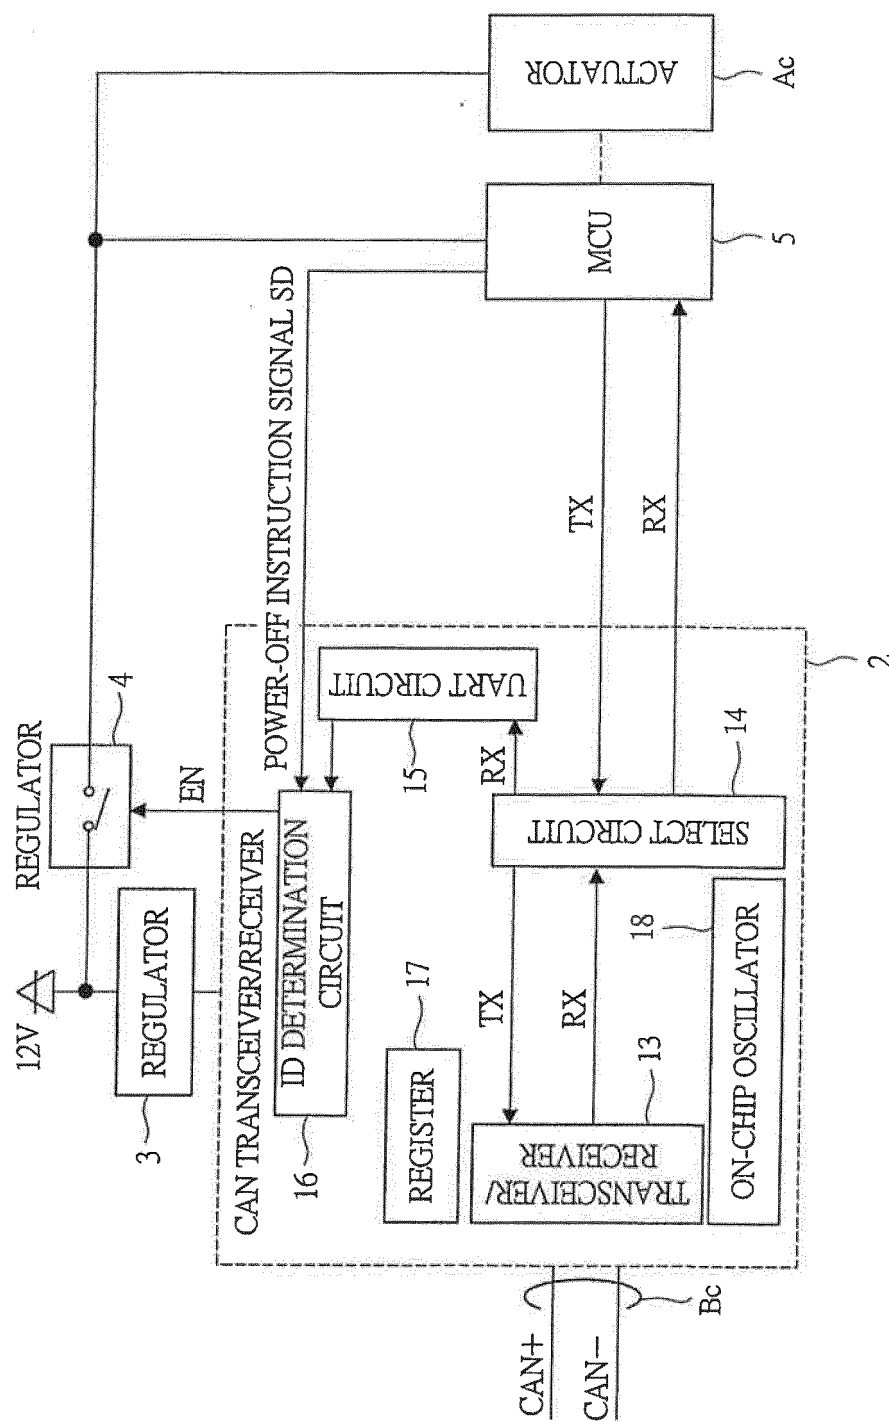 12V
REGULATOR
4
REGULATOR
3
EN
CAN TRANSCEIVER/RECEIVER
POWER-OFF INSTRUCTION SIGNAL SD
ID DETERMINATION
CIRCUIT
16
UART CIRCUIT
15
REGISTER
17
RX
TX
RX
TRANSCEIVER/
RECEIVER
13
SELECT CIRCUIT
14
ON-CHIP OSCILLATOR
18
TX
RX
MCU
5
ACTUATOR
Ac
2
CAN+
CAN−
Bc